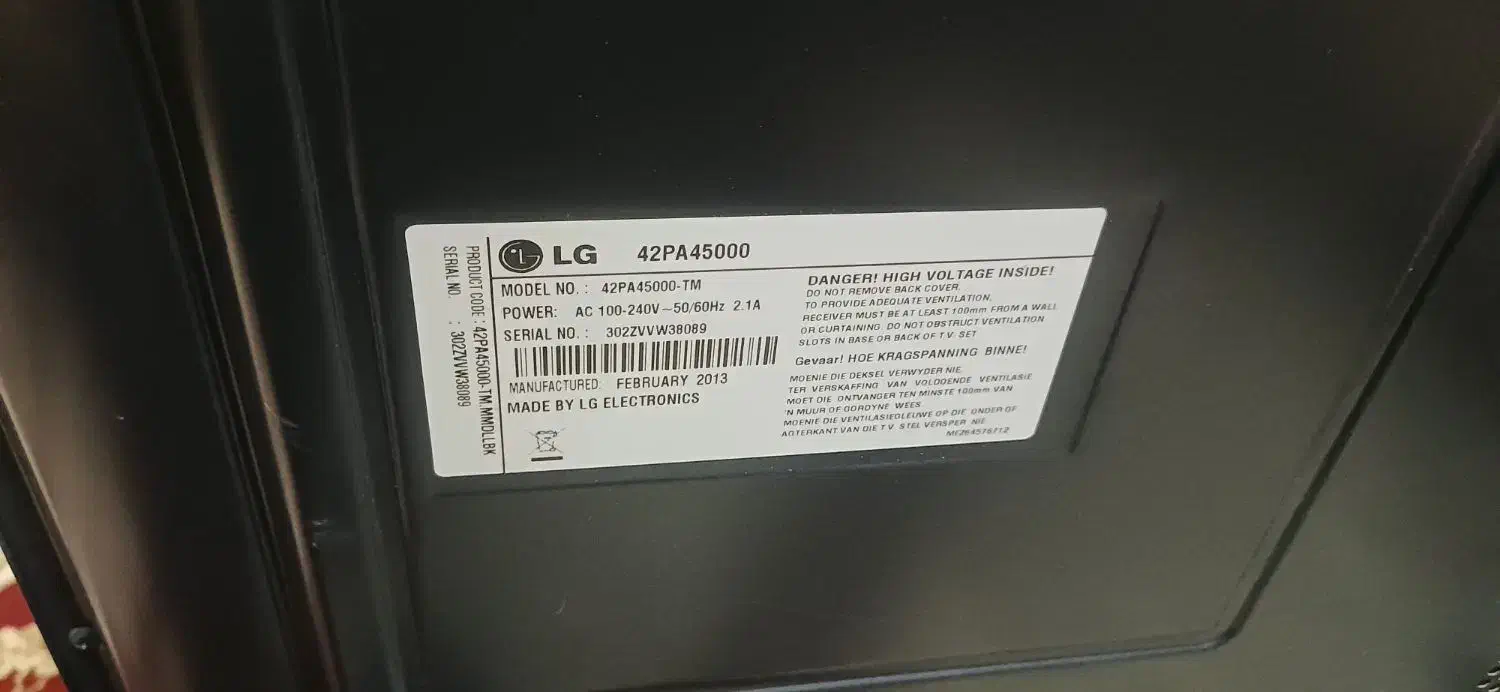 LG 42PA45000
MODEL NO. : 42PA45000-TM
POWER: AC 100-240V~50/60Hz 2.1A
SERIAL NO. : 302ZVVW38089
MANUFACTURED: FEBRUARY 2013
MADE BY LG ELECTRONICS
DANGER! HIGH VOLTAGE INSIDE!
DO NOT REMOVE BACK COVER.
TO PROVIDE ADEQUATE VENTILATION,
RECEIVER MUST BE AT LEAST 100mm FROM A WALL
OR CURTAINING. DO NOT OBSTRUCT VENTILATION
SLOTS IN BASE OR BACK OF T.V. SET
Gevaar! HOE KRAGSPANNING BINNE!
MOENIE DIE DEKSEL VERWYDER NIE.
TER VERSKAFFING VAN VOLDOENDE VENTILASIE
MOET DIE ONTVANGER TEN MINSTE 100mm VAN
'N MUUR OF GORDYNE WEES
MOENIE DIE VENTILASIEGLEUWE OP DIE ONDER OF
AGTERKANT VAN DIE T.V. STEL VERSPER NIE
MFZ64576712
PRODUCT CODE : 42PA45000-TM.MMDLLBK
SERIAL NO. : 302ZVVW38089